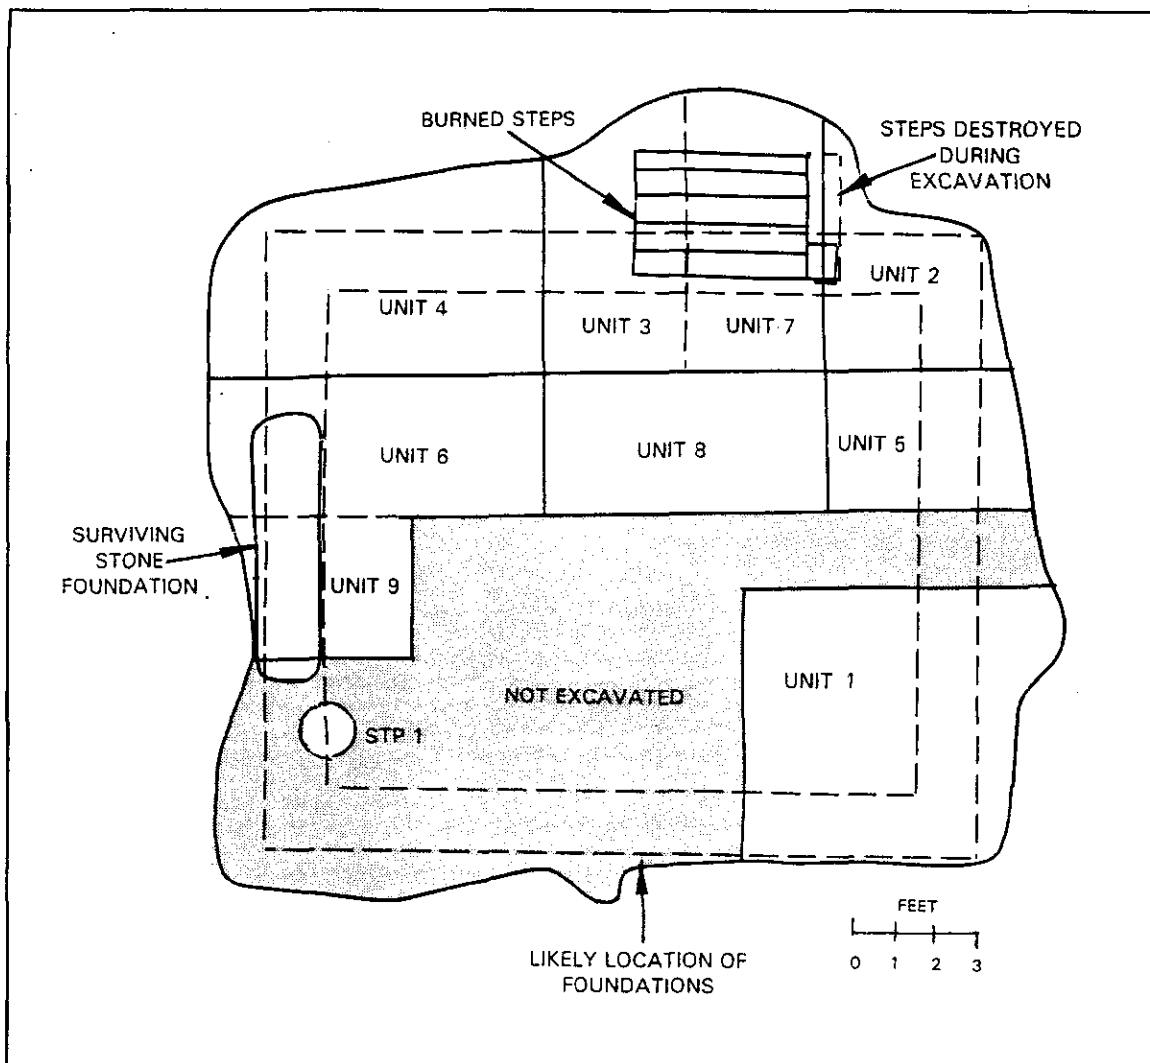 BURNED STEPS
STEPS DESTROYED
DURING
EXCAVATION
UNIT 2
UNIT 4
UNIT 3
UNIT 7
UNIT 6
UNIT 8
UNIT 5
SURVIVING
STONE
FOUNDATION
UNIT 9
UNIT 1
NOT EXCAVATED
STP 1
FEET
0 1 2 3
LIKELY LOCATION OF
FOUNDATIONS